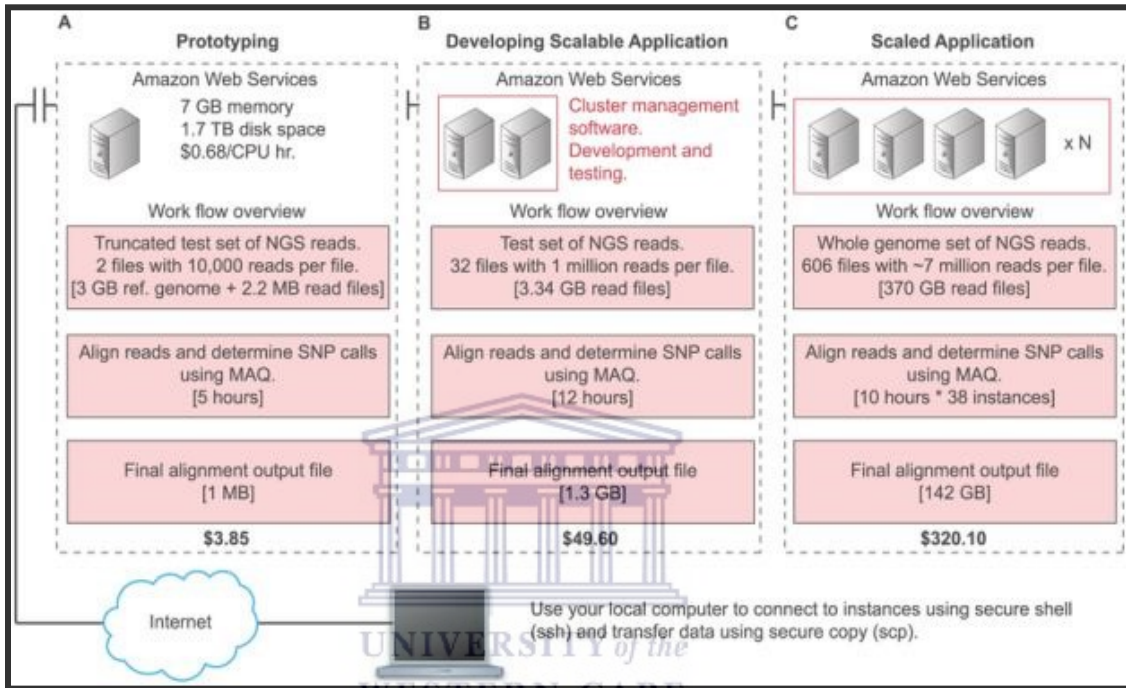 A
Prototyping
Amazon Web Services
7 GB memory
1.7 TB disk space
$0.68/CPU hr.
Work flow overview
Truncated test set of NGS reads.
2 files with 10,000 reads per file.
[3 GB ref. genome + 2.2 MB read files]
Align reads and determine SNP calls
using MAQ.
[5 hours]
Final alignment output file
[1 MB]
$3.85
B
Developing Scalable Application
Amazon Web Services
Cluster management
software.
Development and
testing.
Work flow overview
Test set of NGS reads.
32 files with 1 million reads per file.
[3.34 GB read files]
Align reads and determine SNP calls
using MAQ.
[12 hours]
Final alignment output file
[1.3 GB]
$49.60
C
Scaled Application
Amazon Web Services
x N
Work flow overview
Whole genome set of NGS reads.
606 files with ~7 million reads per file.
[370 GB read files]
Align reads and determine SNP calls
using MAQ.
[10 hours * 38 instances]
Final alignment output file
[142 GB]
$320.10
Internet
Use your local computer to connect to instances using secure shell
(ssh) and transfer data using secure copy (scp).
UNIVERSITY of the
WESTERN CAPE